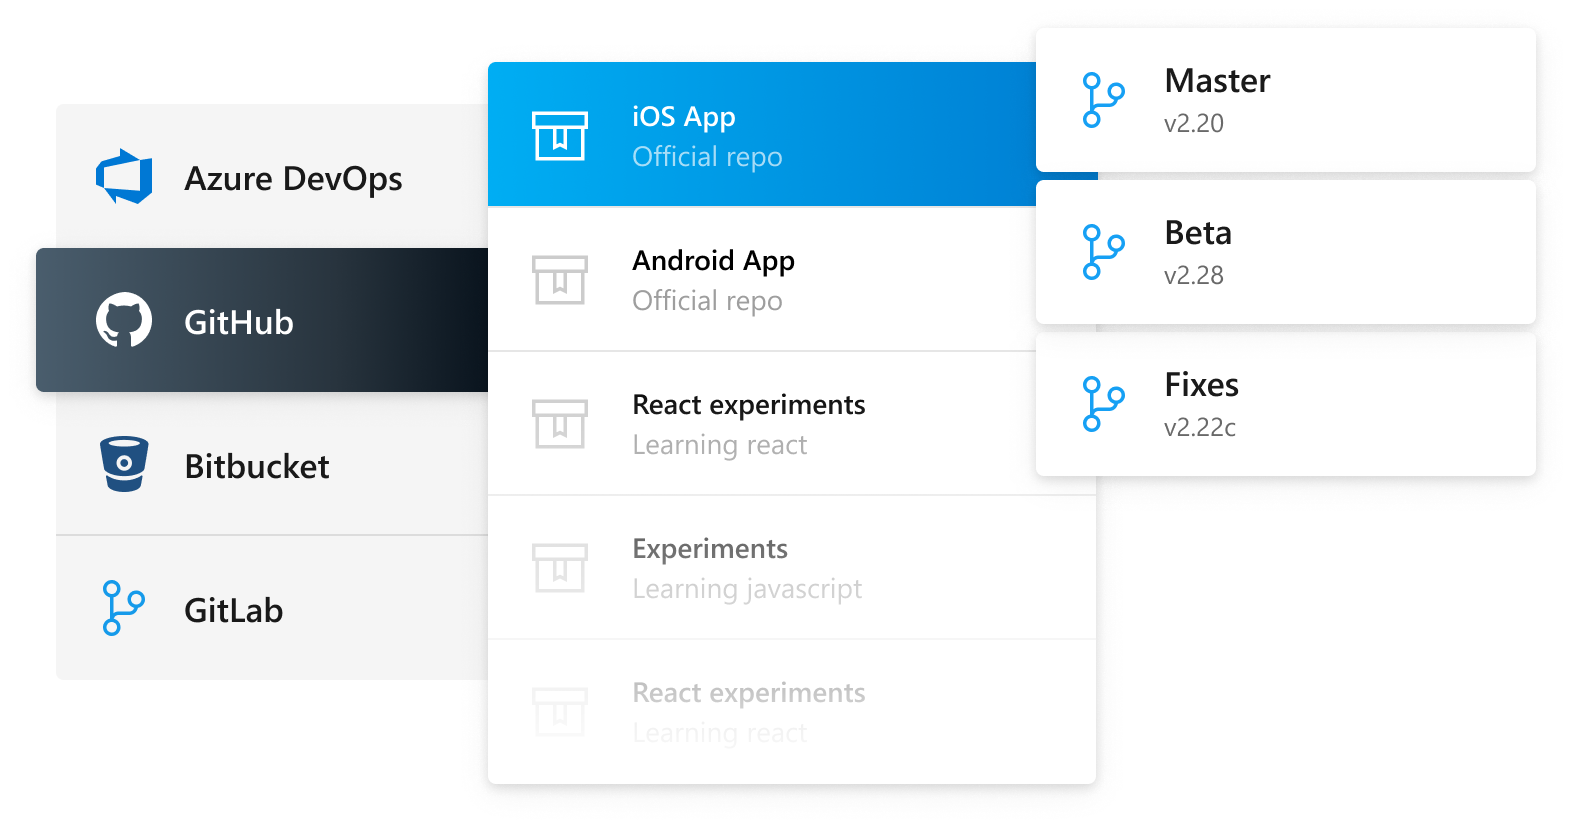 Azure DevOps
GitHub
Bitbucket
GitLab
iOS App
Official repo
Android App
Official repo
React experiments
Learning react
Experiments
Learning javascript
React experiments
Learning react
Master
v2.20
Beta
v2.28
Fixes
v2.22c